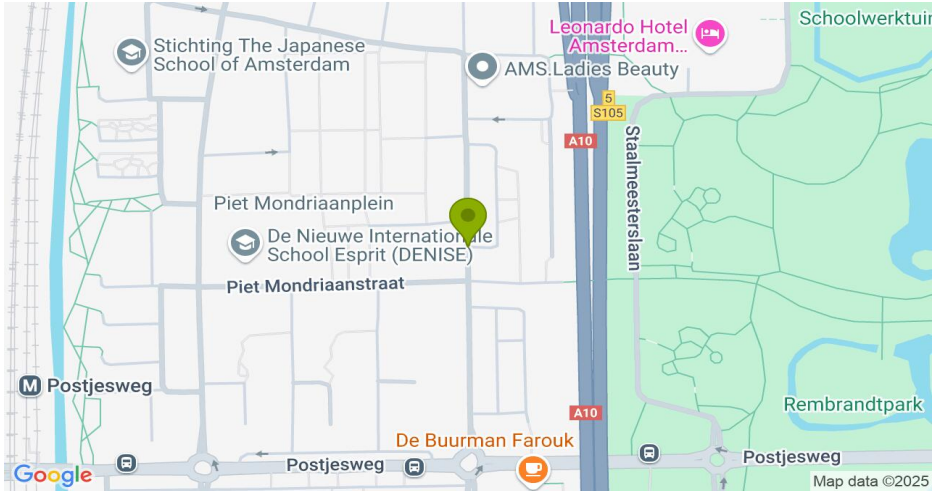 Stichting The Japanese
School of Amsterdam
Leonardo Hotel
Amsterdam...
Schoolwerktuin
AMS.Ladies Beauty
5
S105
A10
Staalmeesterslaan
Piet Mondriaanplein
De Nieuwe Internationale
School Esprit (DENISE)
Piet Mondriaanstraat
M Postjesweg
A10
Rembrandtpark
De Buurman Farouk
Postjesweg
Postjesweg
Google
Map data ©2025